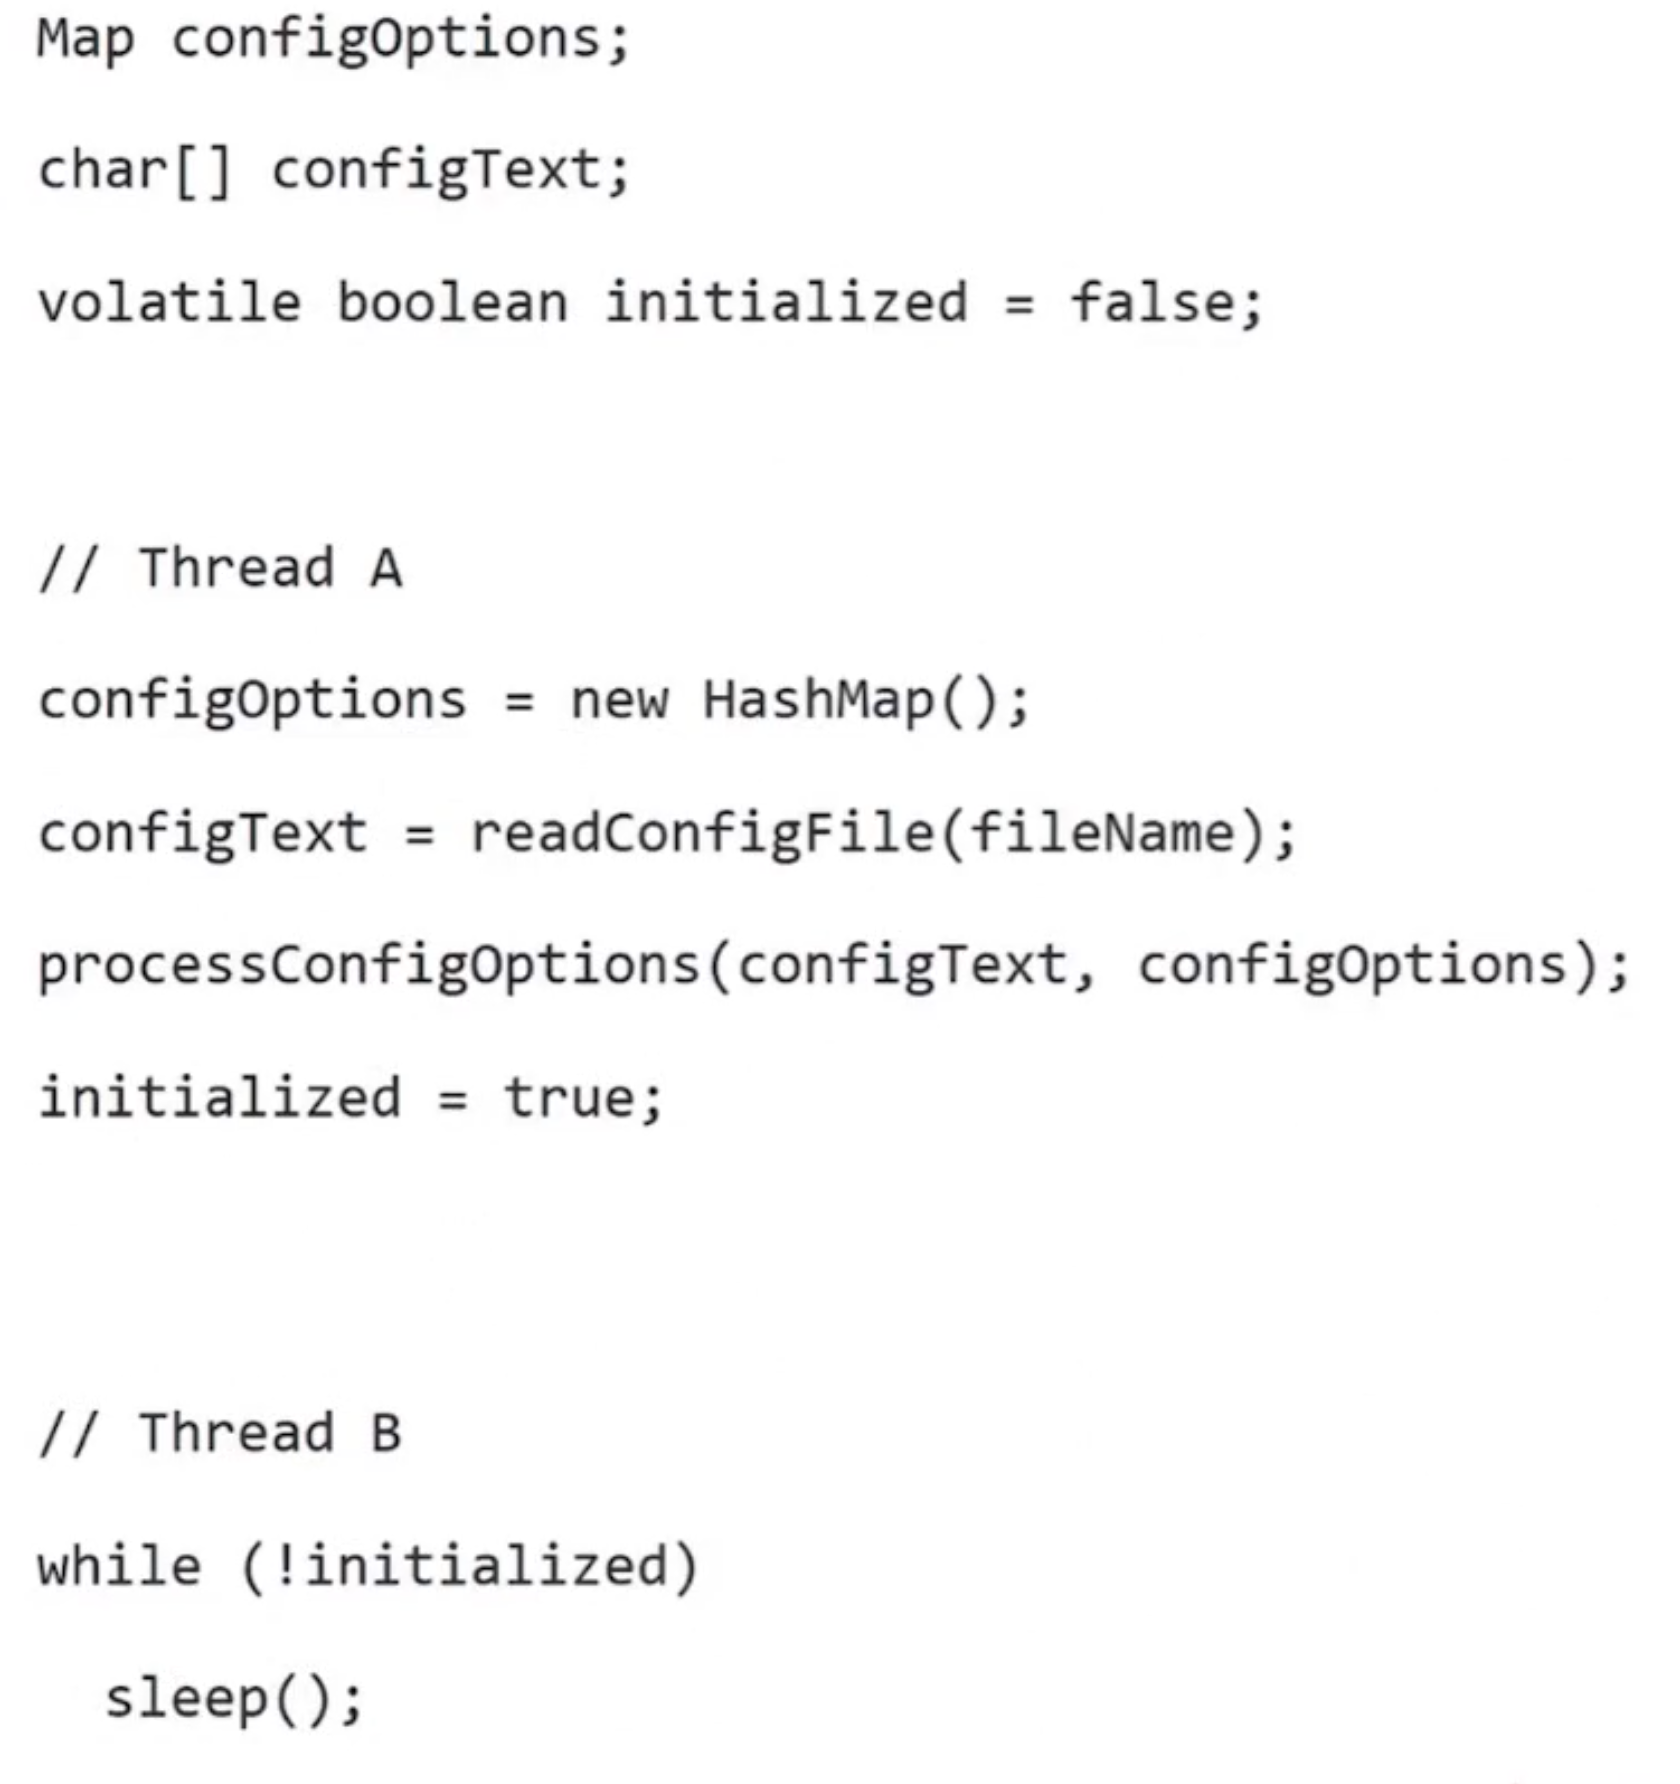 Map configOptions;
char[] configText;
volatile boolean initialized = false;
// Thread A
configOptions = new HashMap();
configText = readConfigFile(fileName);
processConfigOptions(configText, configOptions);
initialized = true;
// Thread B
while (!initialized)
  sleep();